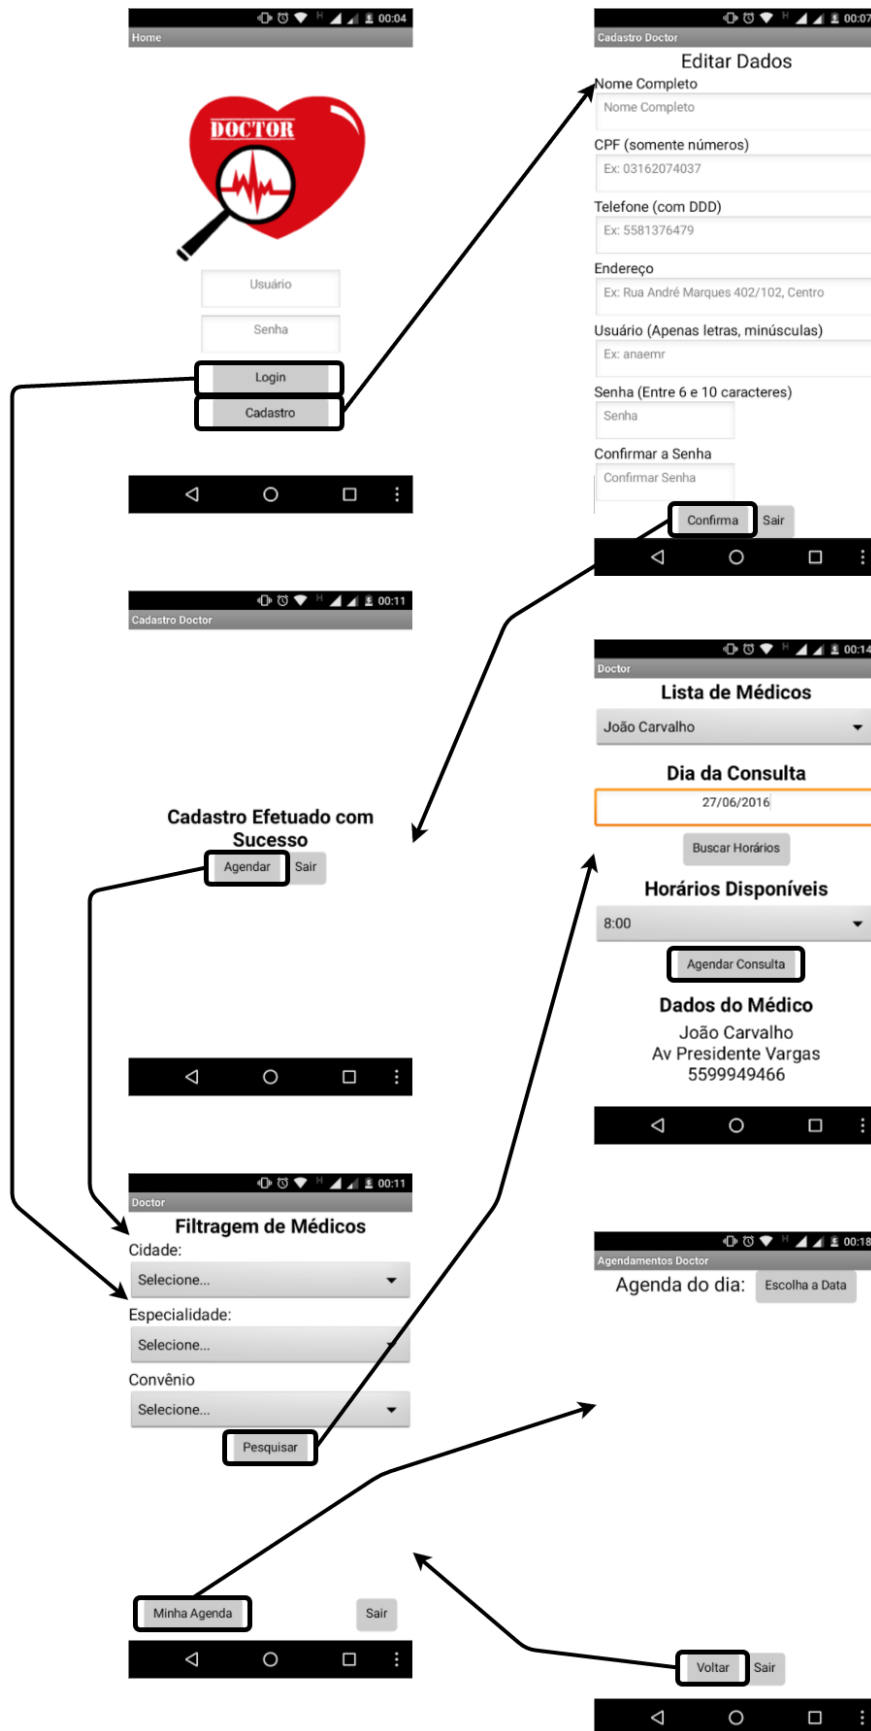 H 00:04
Home
DOCTOR
Usuário
Senha
Login
Cadastro
H 00:07
Cadastro Doctor
Editar Dados
Nome Completo
Nome Completo
CPF (somente números)
Ex: 03162074037
Telefone (com DDD)
Ex: 5581376479
Endereço
Ex: Rua André Marques 402/102, Centro
Usuário (Apenas letras, minúsculas)
Ex: anaemr
Senha (Entre 6 e 10 caracteres)
Senha
Confirmar a Senha
Confirmar Senha
Confirma Sair
H 00:11
Cadastro Doctor
Cadastro Efetuado com
Sucesso
Agendar Sair
H 00:14
Doctor
Lista de Médicos
João Carvalho
Dia da Consulta
27/06/2016
Buscar Horários
Horários Disponíveis
8:00
Agendar Consulta
Dados do Médico
João Carvalho
Av Presidente Vargas
5599949466
H 00:11
Doctor
Filtragem de Médicos
Cidade:
Selecione...
Especialidade:
Selecione...
Convênio
Selecione...
Pesquisar
Minha Agenda Sair
H 00:18
Agendamentos Doctor
Agenda do dia: Escolha a Data
Voltar Sair